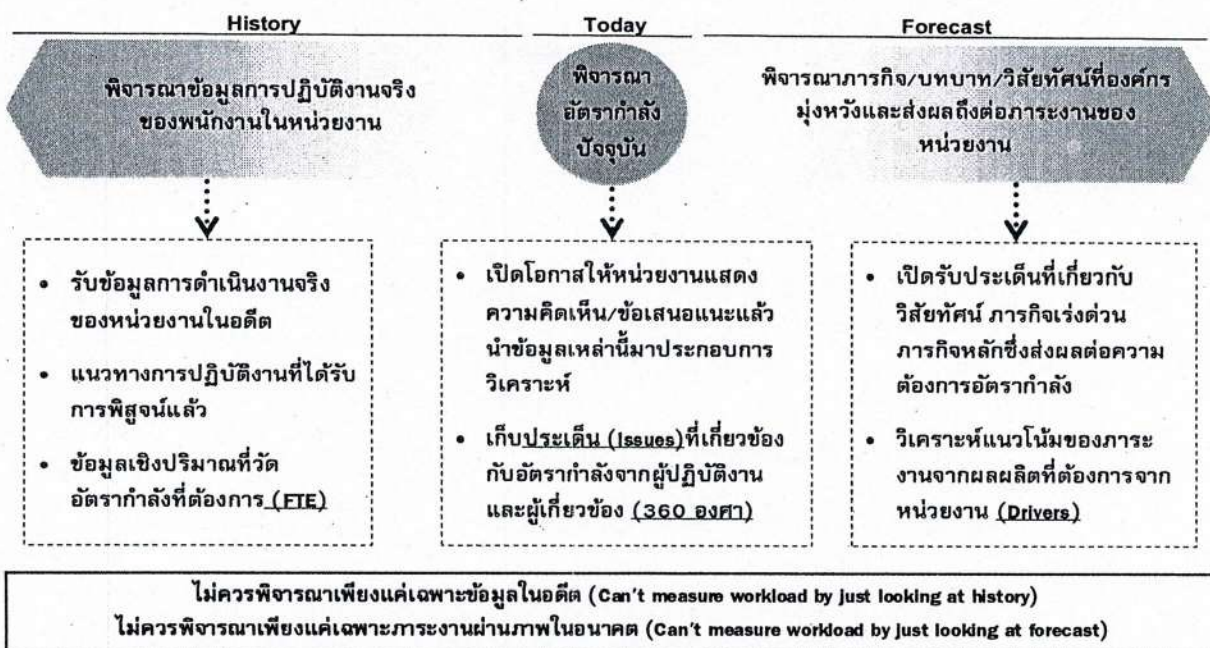 History
พิจารณาข้อมูลการปฏิบัติงานจริง
ของพนักงานในหน่วยงาน
• รับข้อมูลการดำเนินงานจริง
ของหน่วยงานในอดีต
• แนวทางการปฏิบัติงานที่ได้รับ
การพิสูจน์แล้ว
• ข้อมูลเชิงปริมาณที่วัด
อัตรากำลังที่ต้องการ (FTE)
Today
พิจารณา
อัตรากำลัง
ปัจจุบัน
• เปิดโอกาสให้หน่วยงานแสดง
ความคิดเห็น/ข้อเสนอแนะแล้ว
นำข้อมูลเหล่านี้มาประกอบการ
วิเคราะห์
• เก็บประเด็น (Issues)ที่เกี่ยวข้อง
กับอัตรากำลังจากผู้ปฏิบัติงาน
และผู้เกี่ยวข้อง (360 องศา)
Forecast
พิจารณาภารกิจ/บทบาท/วิสัยทัศน์ที่องค์กร
มุ่งหวังและส่งผลถึงต่อภาระงานของ
หน่วยงาน
• เปิดรับประเด็นที่เกี่ยวกับ
วิสัยทัศน์ ภารกิจเร่งด่วน
ภารกิจหลักซึ่งส่งผลต่อความ
ต้องการอัตรากำลัง
• วิเคราะห์แนวโน้มของภาระ
งานจากผลผลิตที่ต้องการจาก
หน่วยงาน (Drivers)
ไม่ควรพิจารณาเพียงแค่เฉพาะข้อมูลในอดีต (Can't measure workload by just looking at history)
ไม่ควรพิจารณาเพียงแค่เฉพาะภาระงานผ่านภาพในอนาคต (Can't measure workload by just looking at forecast)